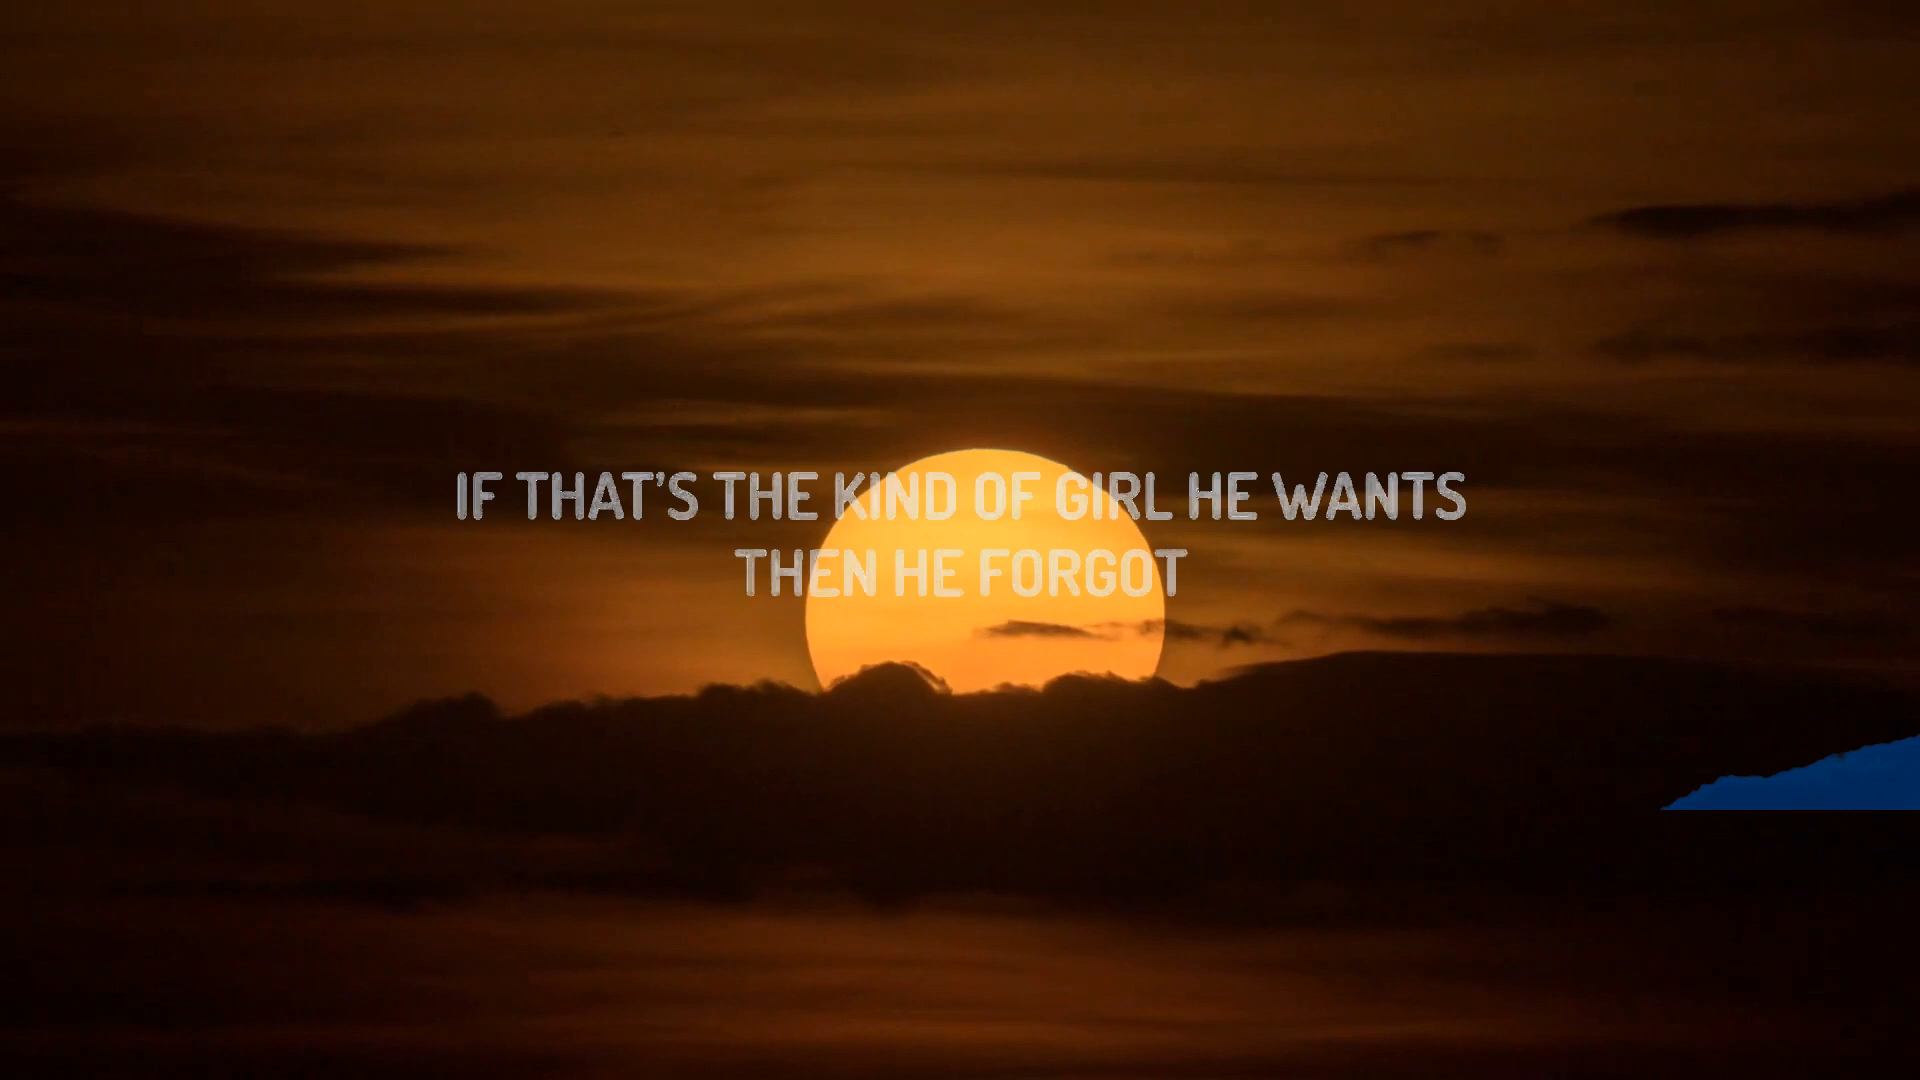 IF THAT’S THE KIND OF GIRL HE WANTS
THEN HE FORGOT